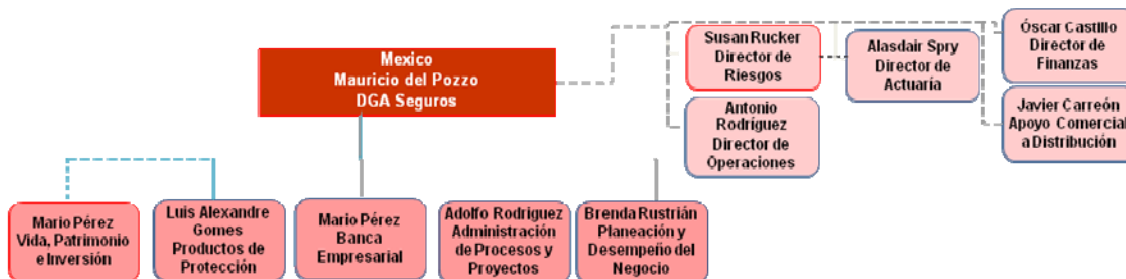 Mexico
Mauricio del Pozzo
DGA Seguros
Susan Rucker
Director de
Riesgos
Alasdair Spry
Director de
Actuaría
Óscar Castillo
Director de
Finanzas
Antonio
Rodríguez
Director de
Operaciones
Javier Carreón
Apoyo Comercial
a Distribución
Mario Pérez
Vida, Patrimonio
e Inversión
Luis Alexandre
Gomes
Productos de
Protección
Mario Pérez
Banca
Empresarial
Adolfo Rodriguez
Administración
de Procesos y
Proyectos
Brenda Rustrián
Planeación y
Desempeño del
Negocio